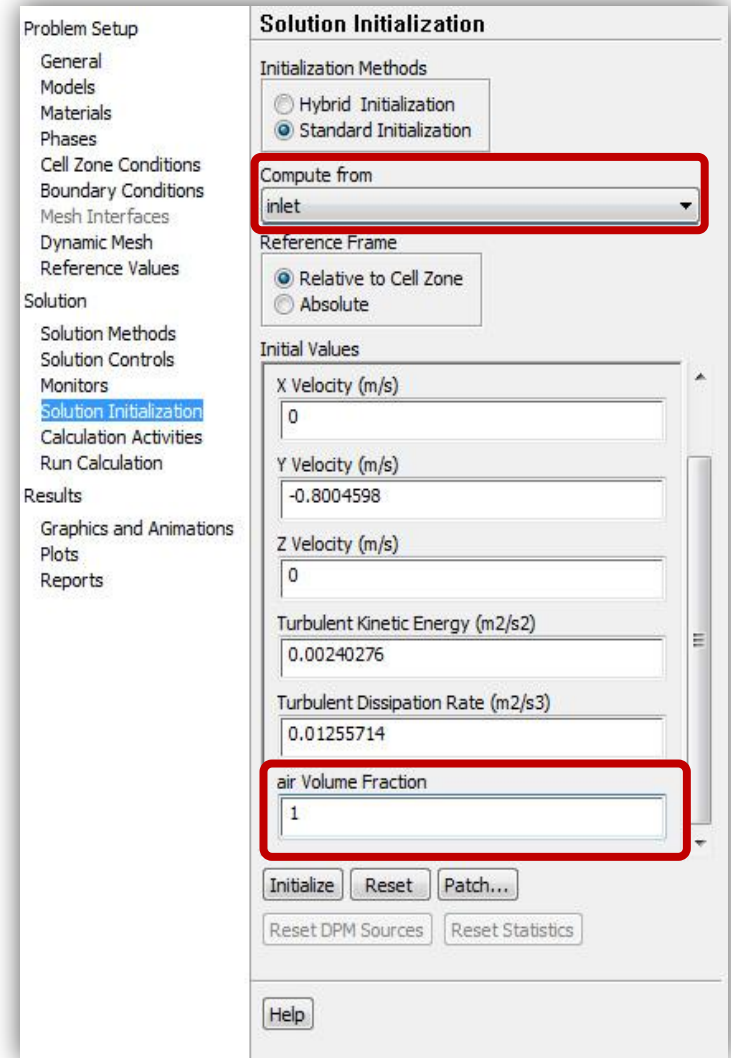 Problem Setup
General
Models
Materials
Phases
Cell Zone Conditions
Boundary Conditions
Mesh Interfaces
Dynamic Mesh
Reference Values
Solution
Solution Methods
Solution Controls
Monitors
Solution Initialization
Calculation Activities
Run Calculation
Results
Graphics and Animations
Plots
Reports
Solution Initialization
Initialization Methods
Hybrid Initialization
Standard Initialization
Compute from
inlet
Reference Frame
Relative to Cell Zone
Absolute
Initial Values
X Velocity (m/s)
0
Y Velocity (m/s)
-0.8004598
Z Velocity (m/s)
0
Turbulent Kinetic Energy (m2/s2)
0.00240276
Turbulent Dissipation Rate (m2/s3)
0.01255714
air Volume Fraction
1
Initialize Reset Patch...
Reset DPM Sources Reset Statistics
Help